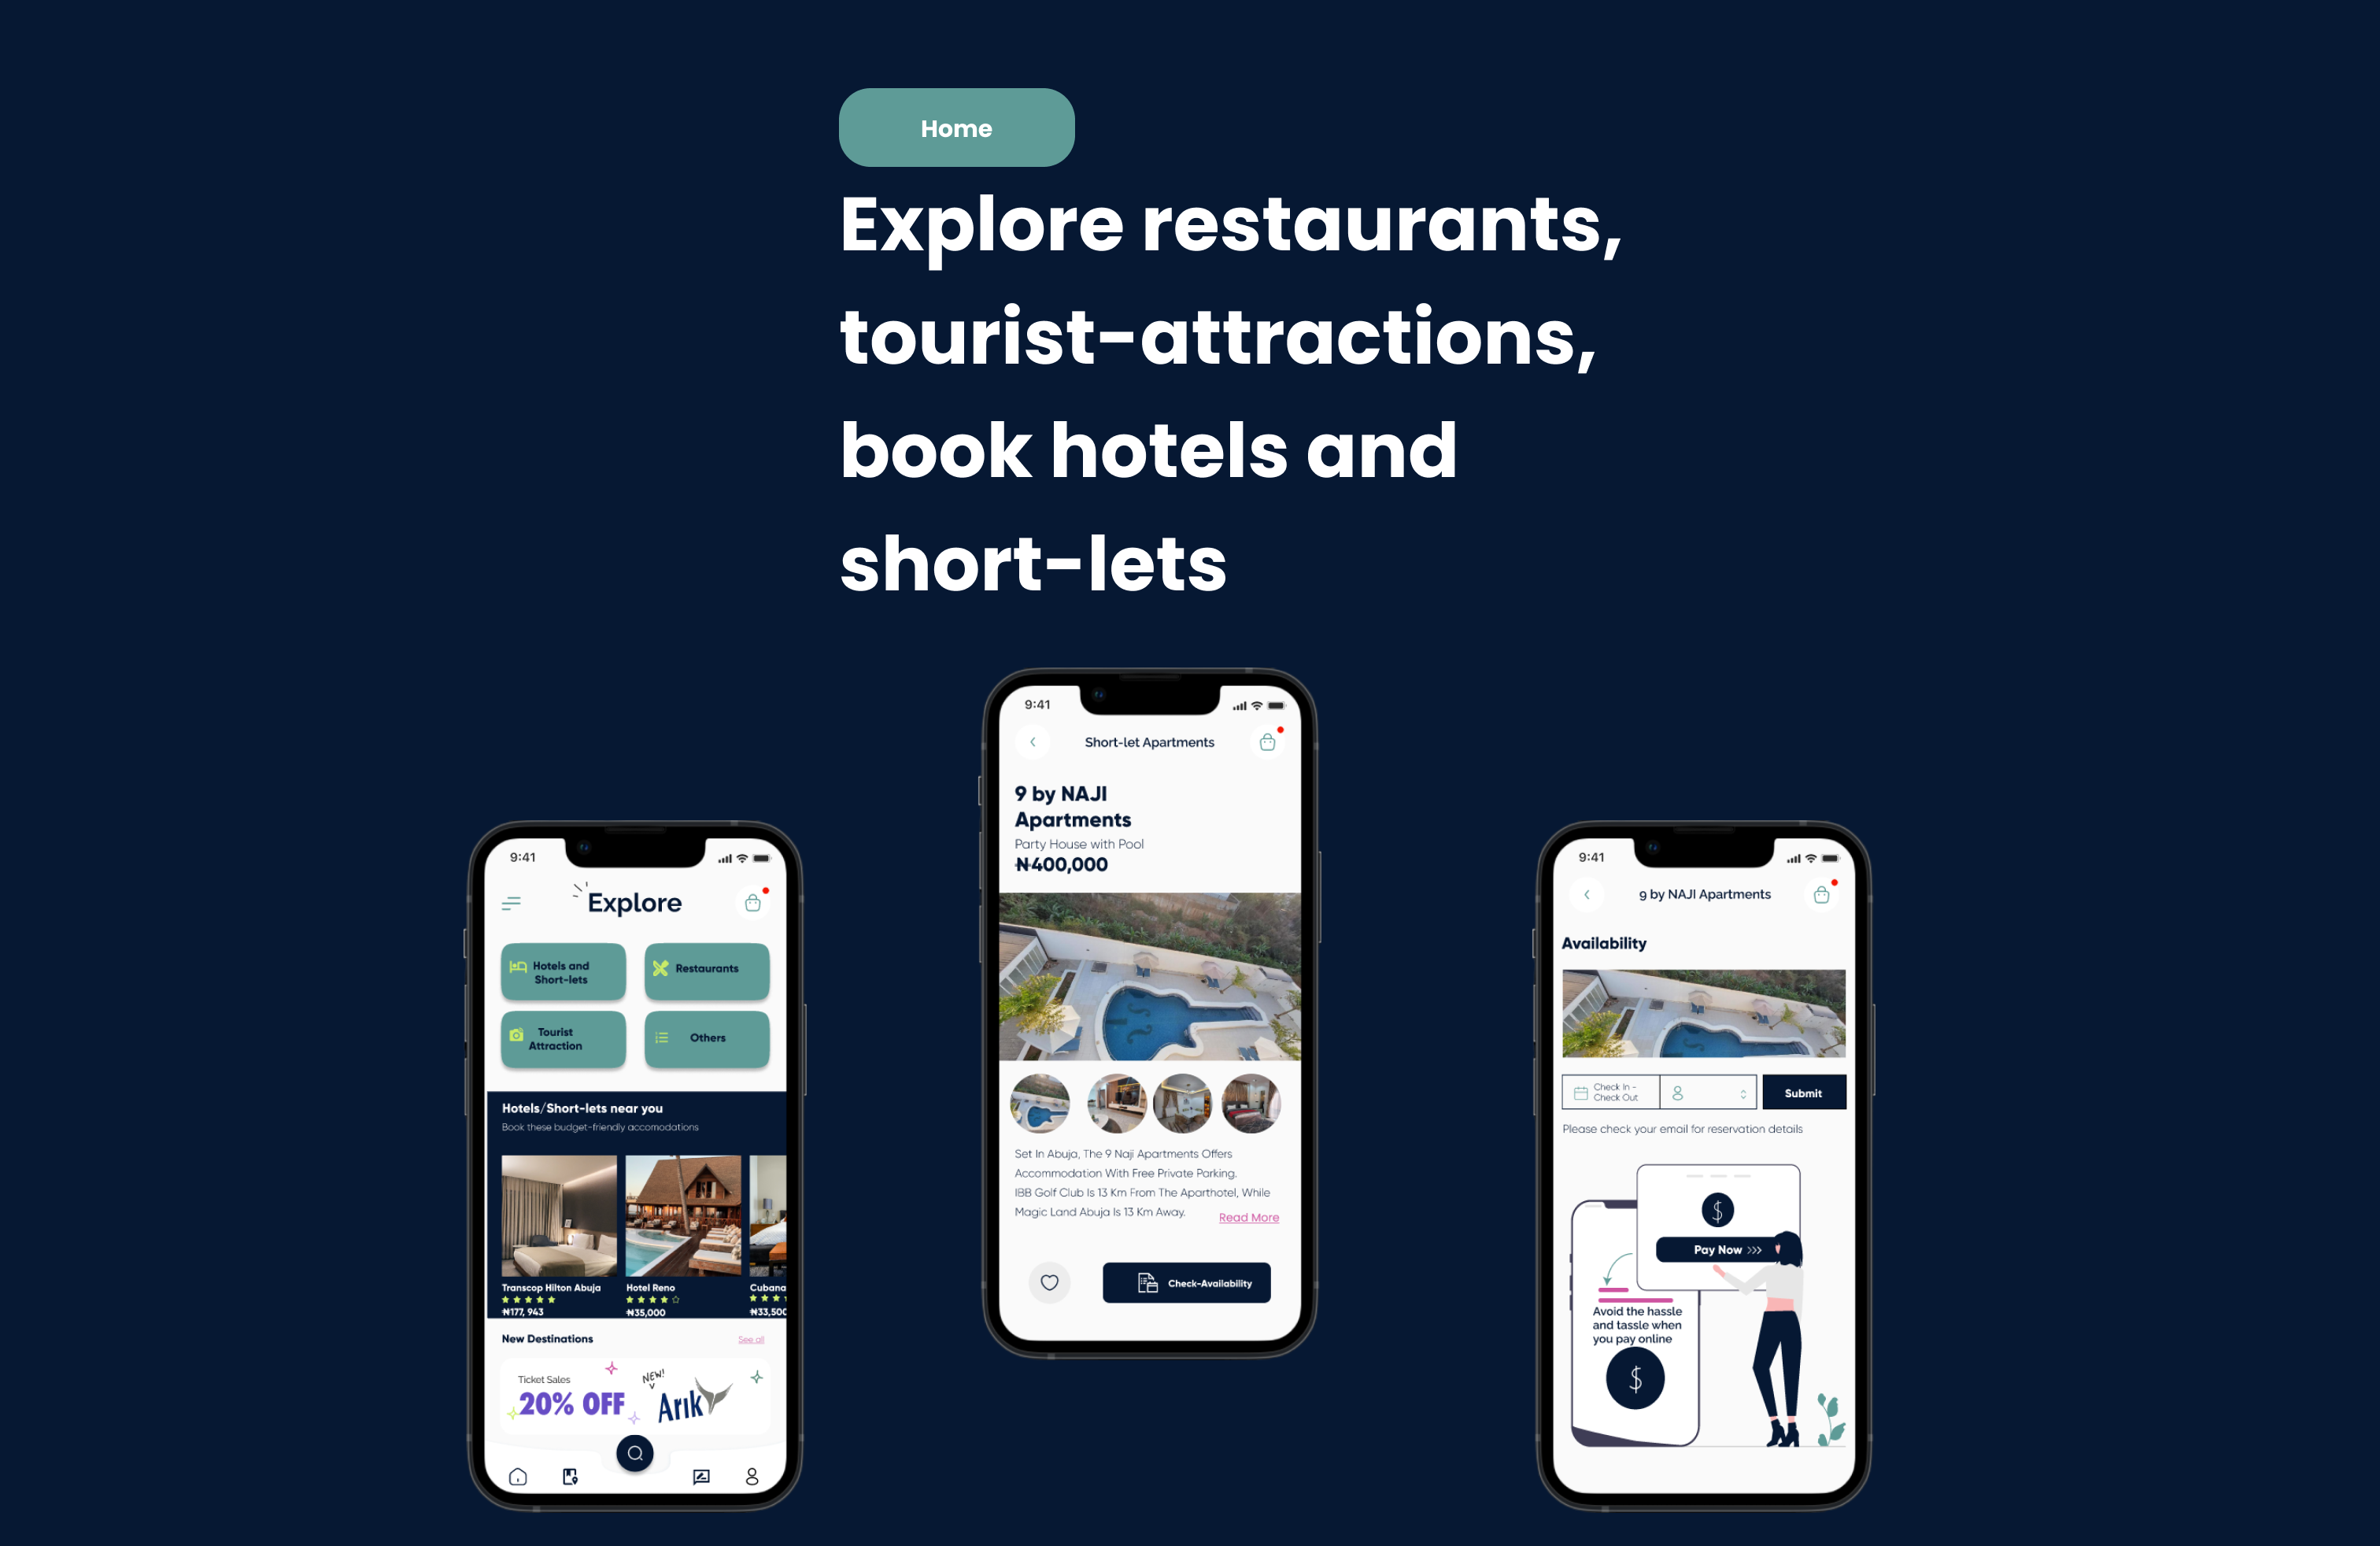 Home
Explore restaurants,
tourist-attractions,
book hotels and
short-lets
9:41
Explore
Hotels and
Short-lets
Restaurants
Tourist
Attraction
Others
Hotels/Short-lets near you
Book these budget-friendly accomodations
Transcop Hilton Abuja
₦177, 943
Hotel Reno
₦35,000
Cubana
₦33,500
New Destinations
See all
Ticket Sales
20% OFF
NEW!
Arik
9:41
Short-let Apartments
9 by NAJI
Apartments
Party House with Pool
₦400,000
Set In Abuja, The 9 Naji Apartments Offers
Accommodation With Free Private Parking.
IBB Golf Club Is 13 Km From The Aparthotel, While
Magic Land Abuja Is 13 Km Away.
Read More
Check-Availability
9:41
9 by NAJI Apartments
Availability
Check In -
Check Out
Submit
Please check your email for reservation details
$
Pay Now >>>
Avoid the hassle
and tassle when
you pay online
$